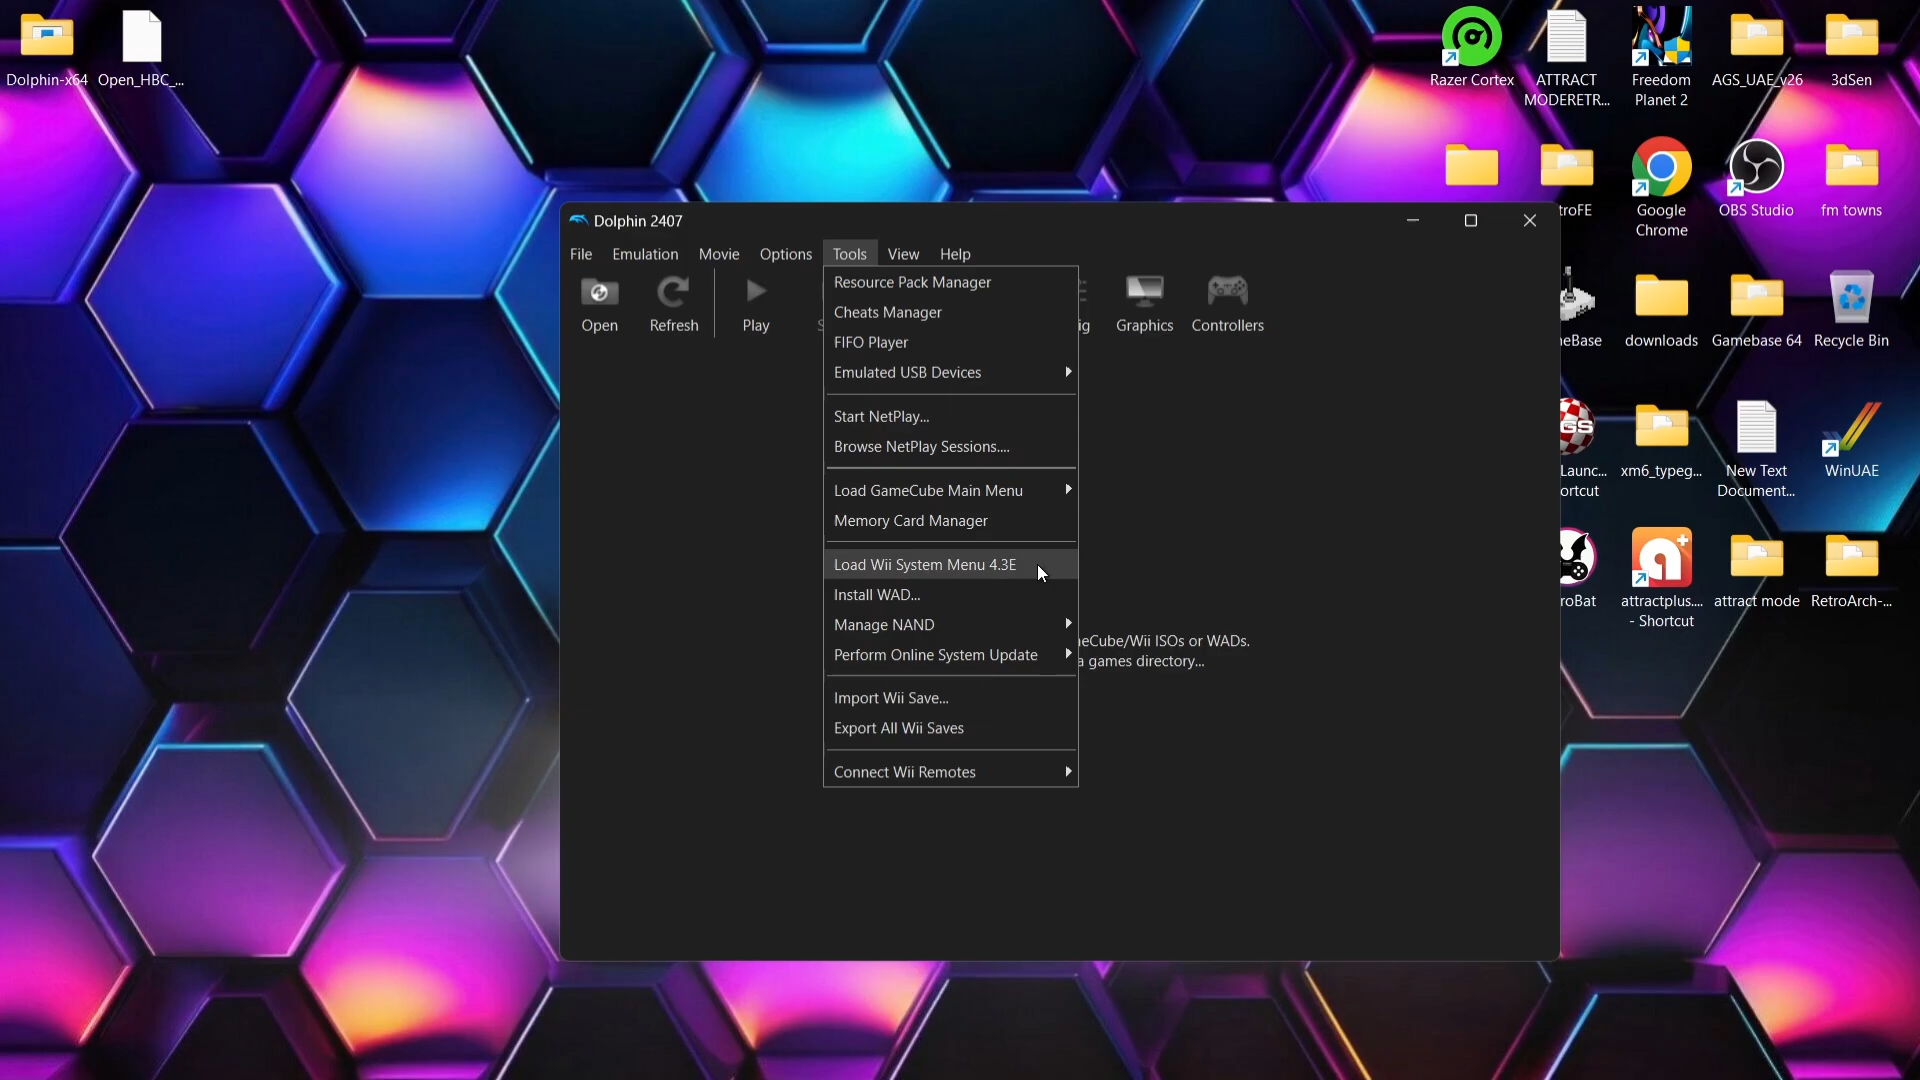 Dolphin-x64
Open_HBC_...
Razer Cortex
ATTRACT
MODERETR...
Freedom
Planet 2
AGS_UAE_v26
3dSen
troFE
Google
Chrome
OBS Studio
fm towns
neBase
downloads
Gamebase 64
Recycle Bin
GS
Launc...
ortcut
xm6_typeg...
New Text
Document...
WinUAE
roBat
attractplus....
- Shortcut
attract mode
RetroArch-...
Dolphin 2407
File Emulation Movie Options Tools View Help
Open
Refresh
Play
S
ig
Graphics
Controllers
Resource Pack Manager
Cheats Manager
FIFO Player
Emulated USB Devices
Start NetPlay...
Browse NetPlay Sessions....
Load GameCube Main Menu
Memory Card Manager
Load Wii System Menu 4.3E
Install WAD...
Manage NAND
Perform Online System Update
Import Wii Save...
Export All Wii Saves
Connect Wii Remotes
eCube/Wii ISOs or WADs.
a games directory...